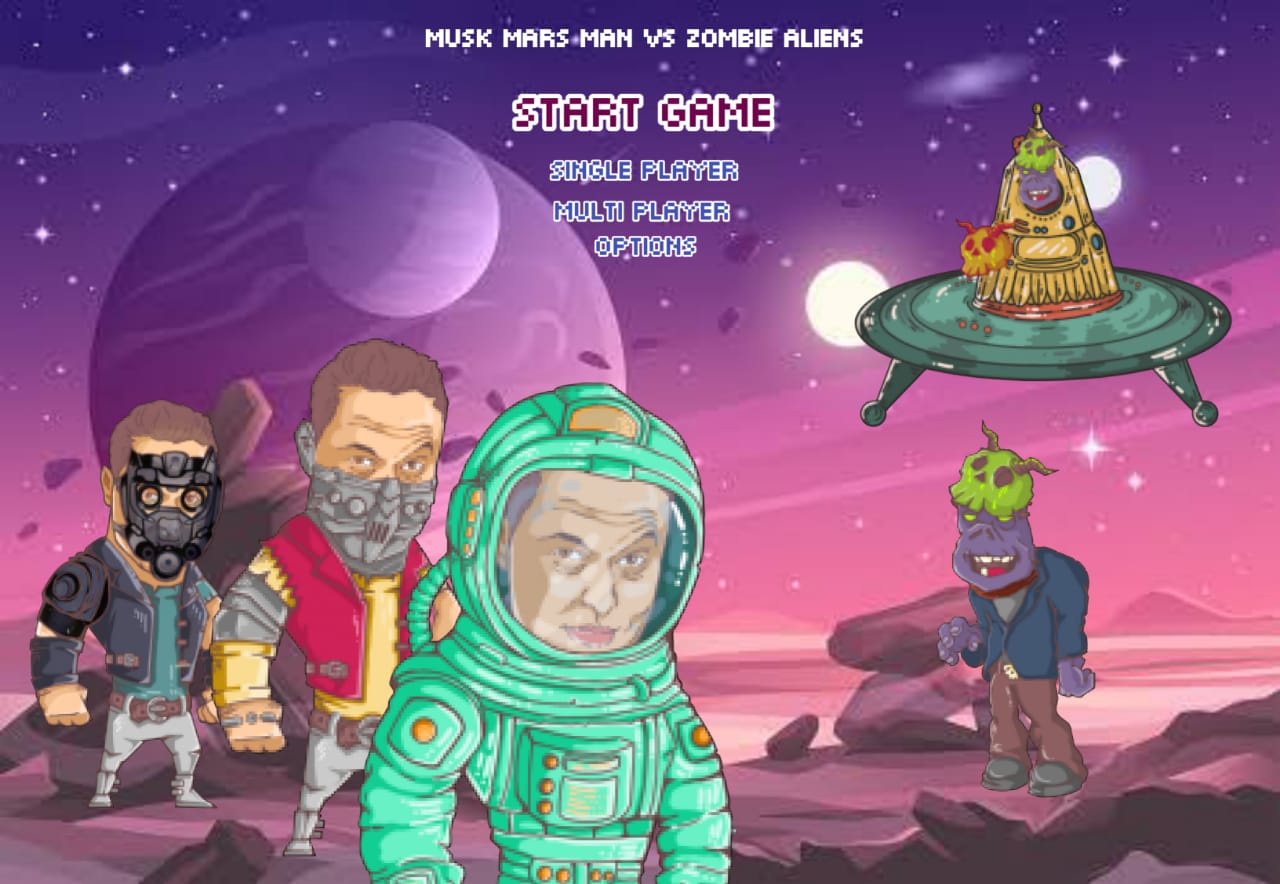 MUSK MARS MAN VS ZOMBIE ALIENS
START GAME
SINGLE PLAYER
MULTI PLAYER
OPTIONS